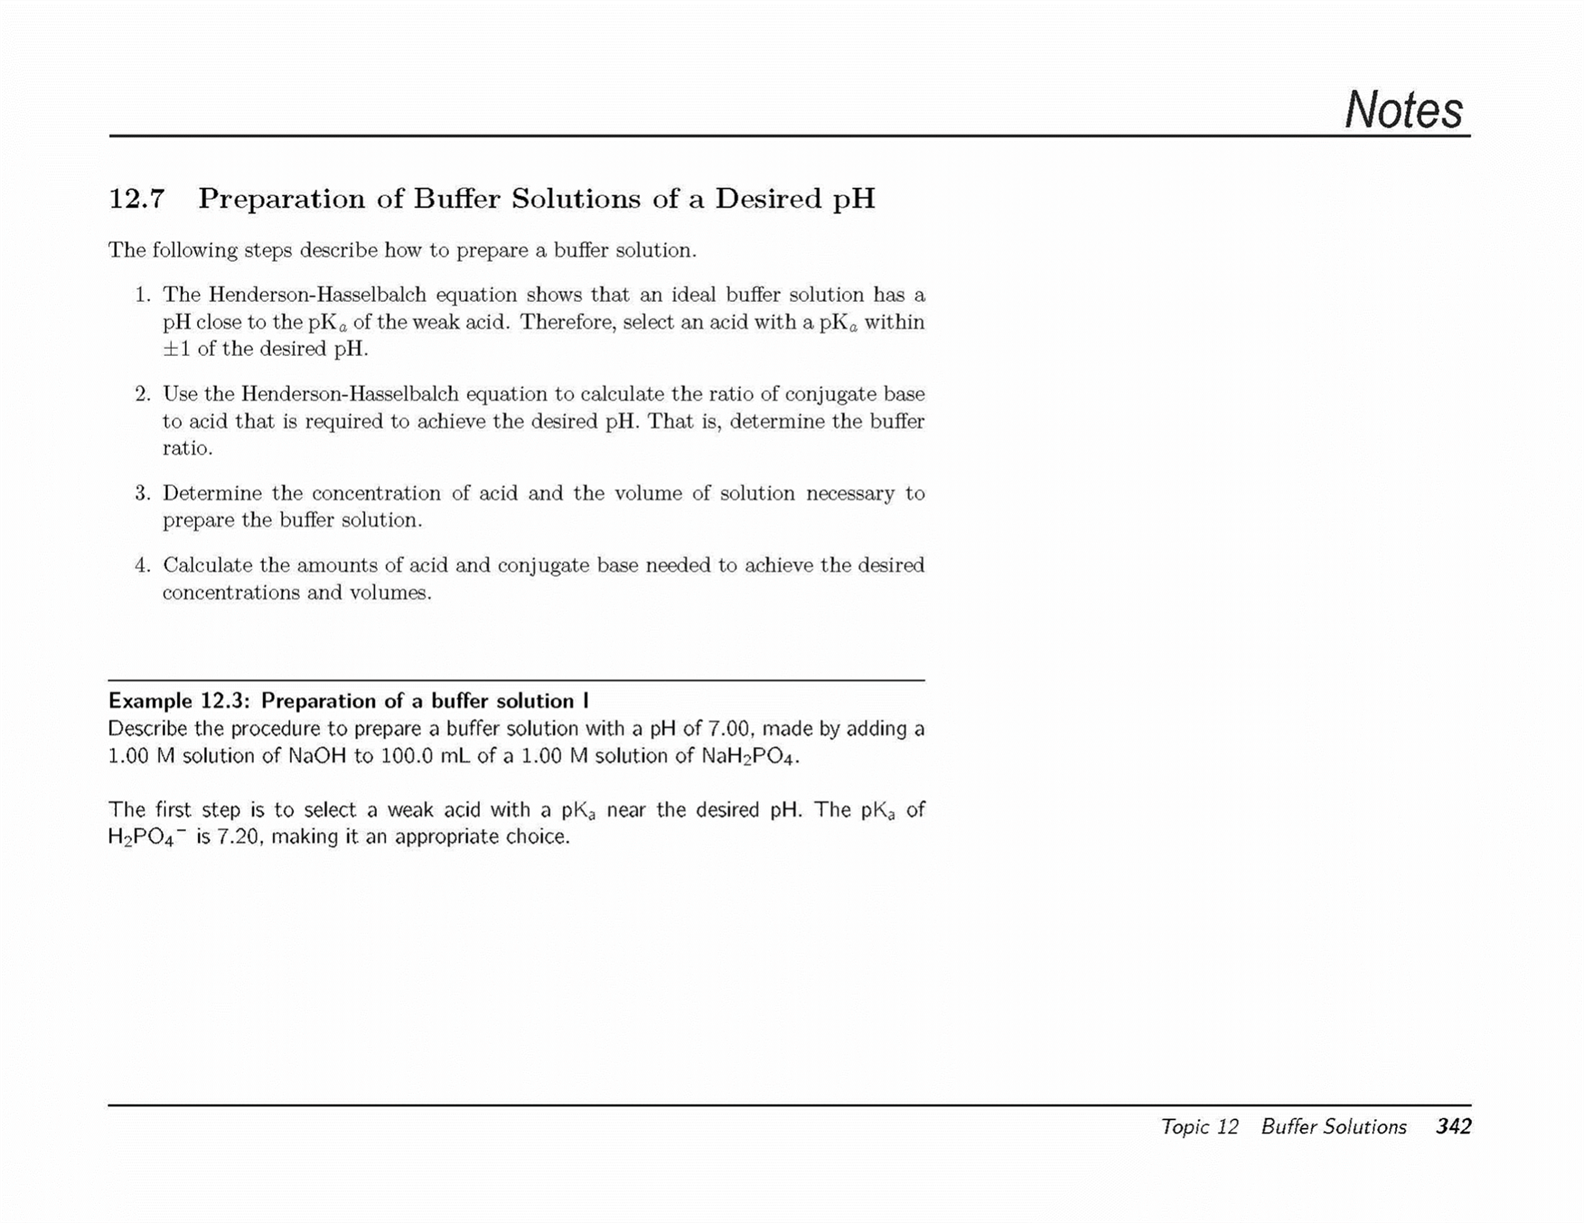 Notes
12.7 Preparation of Buffer Solutions of a Desired pH
The following steps describe how to prepare a buffer solution.
1. The Henderson-Hasselbalch equation shows that an ideal buffer solution has a
pH close to the pKₐ of the weak acid. Therefore, select an acid with a pKₐ within
±1 of the desired pH.
2. Use the Henderson-Hasselbalch equation to calculate the ratio of conjugate base
to acid that is required to achieve the desired pH. That is, determine the buffer
ratio.
3. Determine the concentration of acid and the volume of solution necessary to
prepare the buffer solution.
4. Calculate the amounts of acid and conjugate base needed to achieve the desired
concentrations and volumes.
Example 12.3: Preparation of a buffer solution I
Describe the procedure to prepare a buffer solution with a pH of 7.00, made by adding a
1.00 M solution of NaOH to 100.0 mL of a 1.00 M solution of NaH₂PO₄.
The first step is to select a weak acid with a pKₐ near the desired pH. The pKₐ of
H₂PO₄⁻ is 7.20, making it an appropriate choice.
Topic 12 Buffer Solutions 342